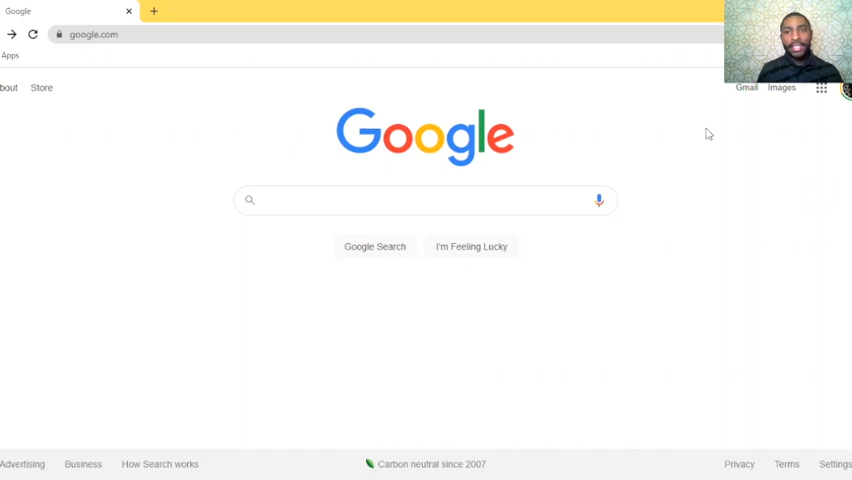 Google
google.com
Apps
bout
Store
Gmail
Images
Google
Google Search
I'm Feeling Lucky
Advertising
Business
How Search works
Carbon neutral since 2007
Privacy
Terms
Settings